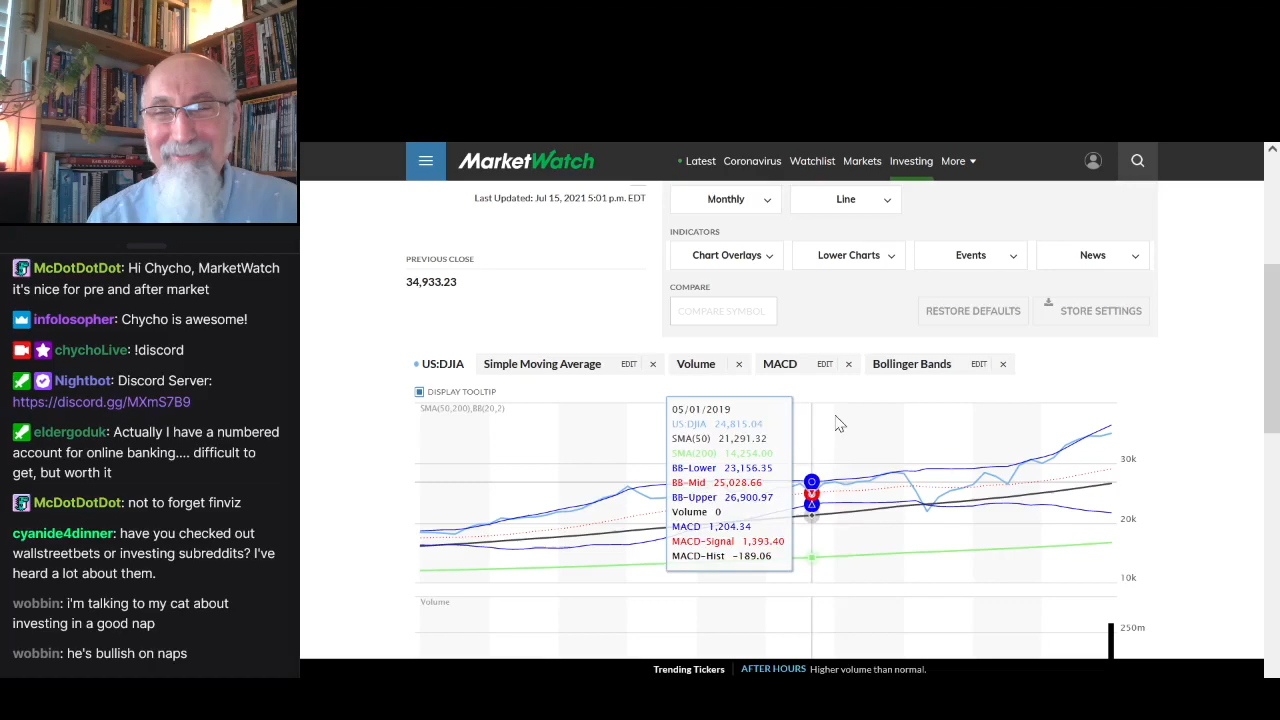 McDotDotDot: Hi Chycho, MarketWatch
it's nice for pre and after market
infolosopher: Chycho is awesome!
chychoLive: !discord
Nightbot: Discord Server:
https://discord.gg/MXmS7B9
eldergoduk: Actually I have a numbered
account for online banking.... difficult to
get, but worth it
McDotDotDot: not to forget finviz
cyanide4dinner: have you checked out
wallstreetbets or investing subreddits? I've
heard a lot about them.
wobbin: i'm talking to my cat about
investing in a good nap
wobbin: he's bullish on naps
MarketWatch
Latest Coronavirus Watchlist Markets Investing More
Last Updated: Jul 15, 2021 5:01 p.m. EDT
PREVIOUS CLOSE
34,933.23
Monthly Line
INDICATORS
Chart Overlays Lower Charts Events News
COMPARE
COMPARE SYMBOL RESTORE DEFAULTS STORE SETTINGS
US:DJIA Simple Moving Average EDIT × Volume × MACD EDIT × Bollinger Bands EDIT ×
DISPLAY TOOLTIP
SMA(50,200),BB(20,2)
05/01/2019
US:DJIA 24,815.04
SMA(50) 21,291.32
SMA(200) 14,254.00
BB-Lower 23,156.35
BB-Mid 25,028.66
BB-Upper 26,900.97
Volume 0
MACD 1,204.34
MACD-Signal 1,393.40
MACD-Hist -189.06
30k
20k
10k
Volume
250m
Trending Tickers AFTER HOURS Higher volume than normal.